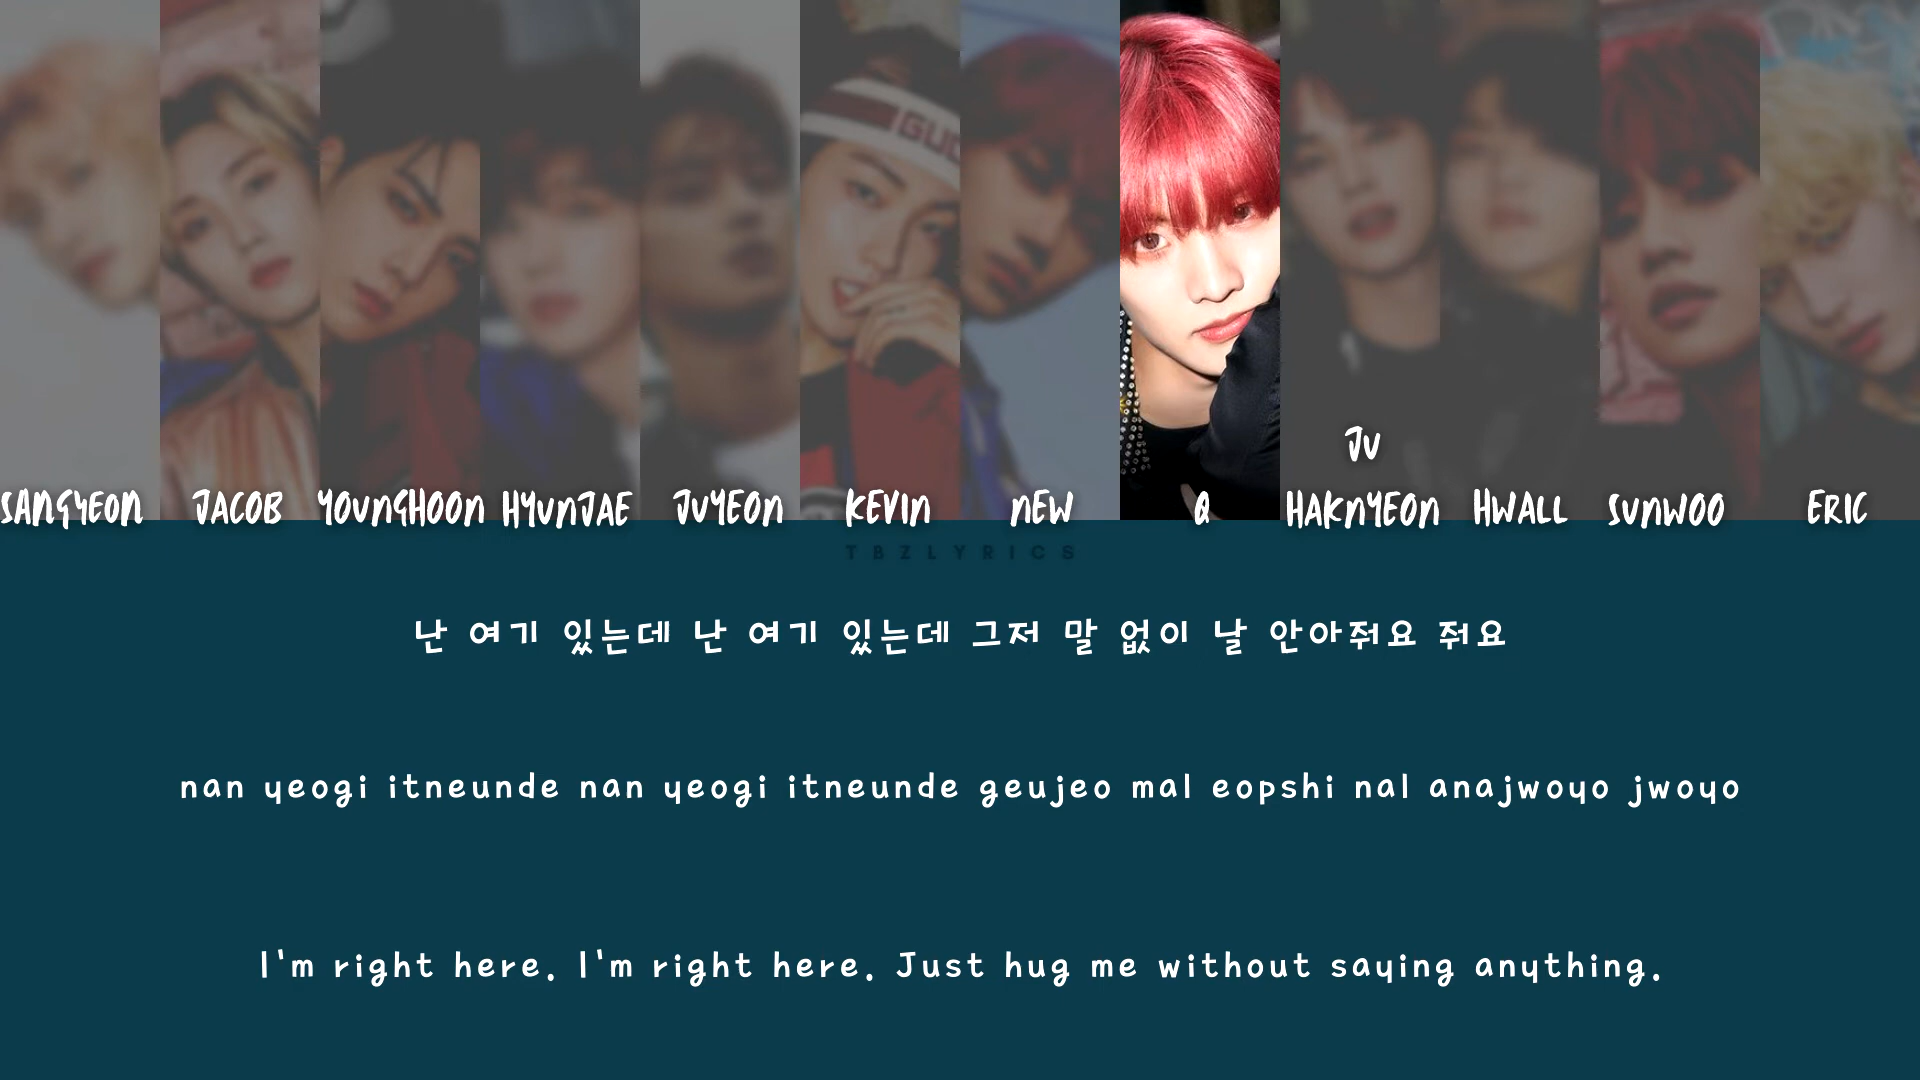 GUC
JU
SANGYEON JACOB YOUNGHOON HYUNJAE JUYEON KEVIN NEW Q HAKNYEON HWALL SUNWOO ERIC
TBZLYRICS
난 여기 있는데 난 여기 있는데 그저 말 없이 날 안아줘요 줘요
nan yeogi itneunde nan yeogi itneunde geujeo mal eopshi nal anajwoyo jwoyo
I'm right here. I'm right here. Just hug me without saying anything.